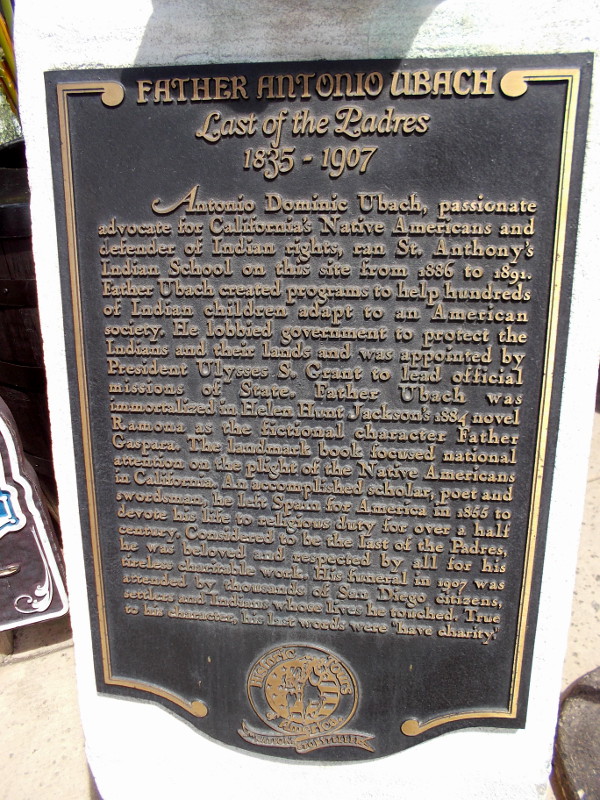 FATHER ANTONIO UBACH
Last of the Padres
1835 - 1907
Antonio Dominic Ubach, passionate
advocate for California's Native Americans and
defender of Indian rights, ran St. Anthony's
Indian School on this site from 1886 to 1891.
Father Ubach created programs to help hundreds
of Indian children adapt to an American
society. He lobbied government to protect the
Indians and their lands and was appointed by
President Ulysses S. Grant to lead official
missions of State. Father Ubach was
immortalized in Helen Hunt Jackson's 1884 novel
Ramona as the fictional character Father
Gaspara. The landmark book focused national
attention on the plight of the Native Americans
in California. An accomplished scholar, poet and
swordsman, he left Spain for America in 1855 to
devote his life to religious duty for over a half
century. Considered to be the last of the Padres,
he was beloved and respected by all for his
tireless charitable work. His funeral in 1907 was
attended by thousands of San Diego citizens,
settlers and Indians whose lives he touched. True
to his character, his last words were "have charity."